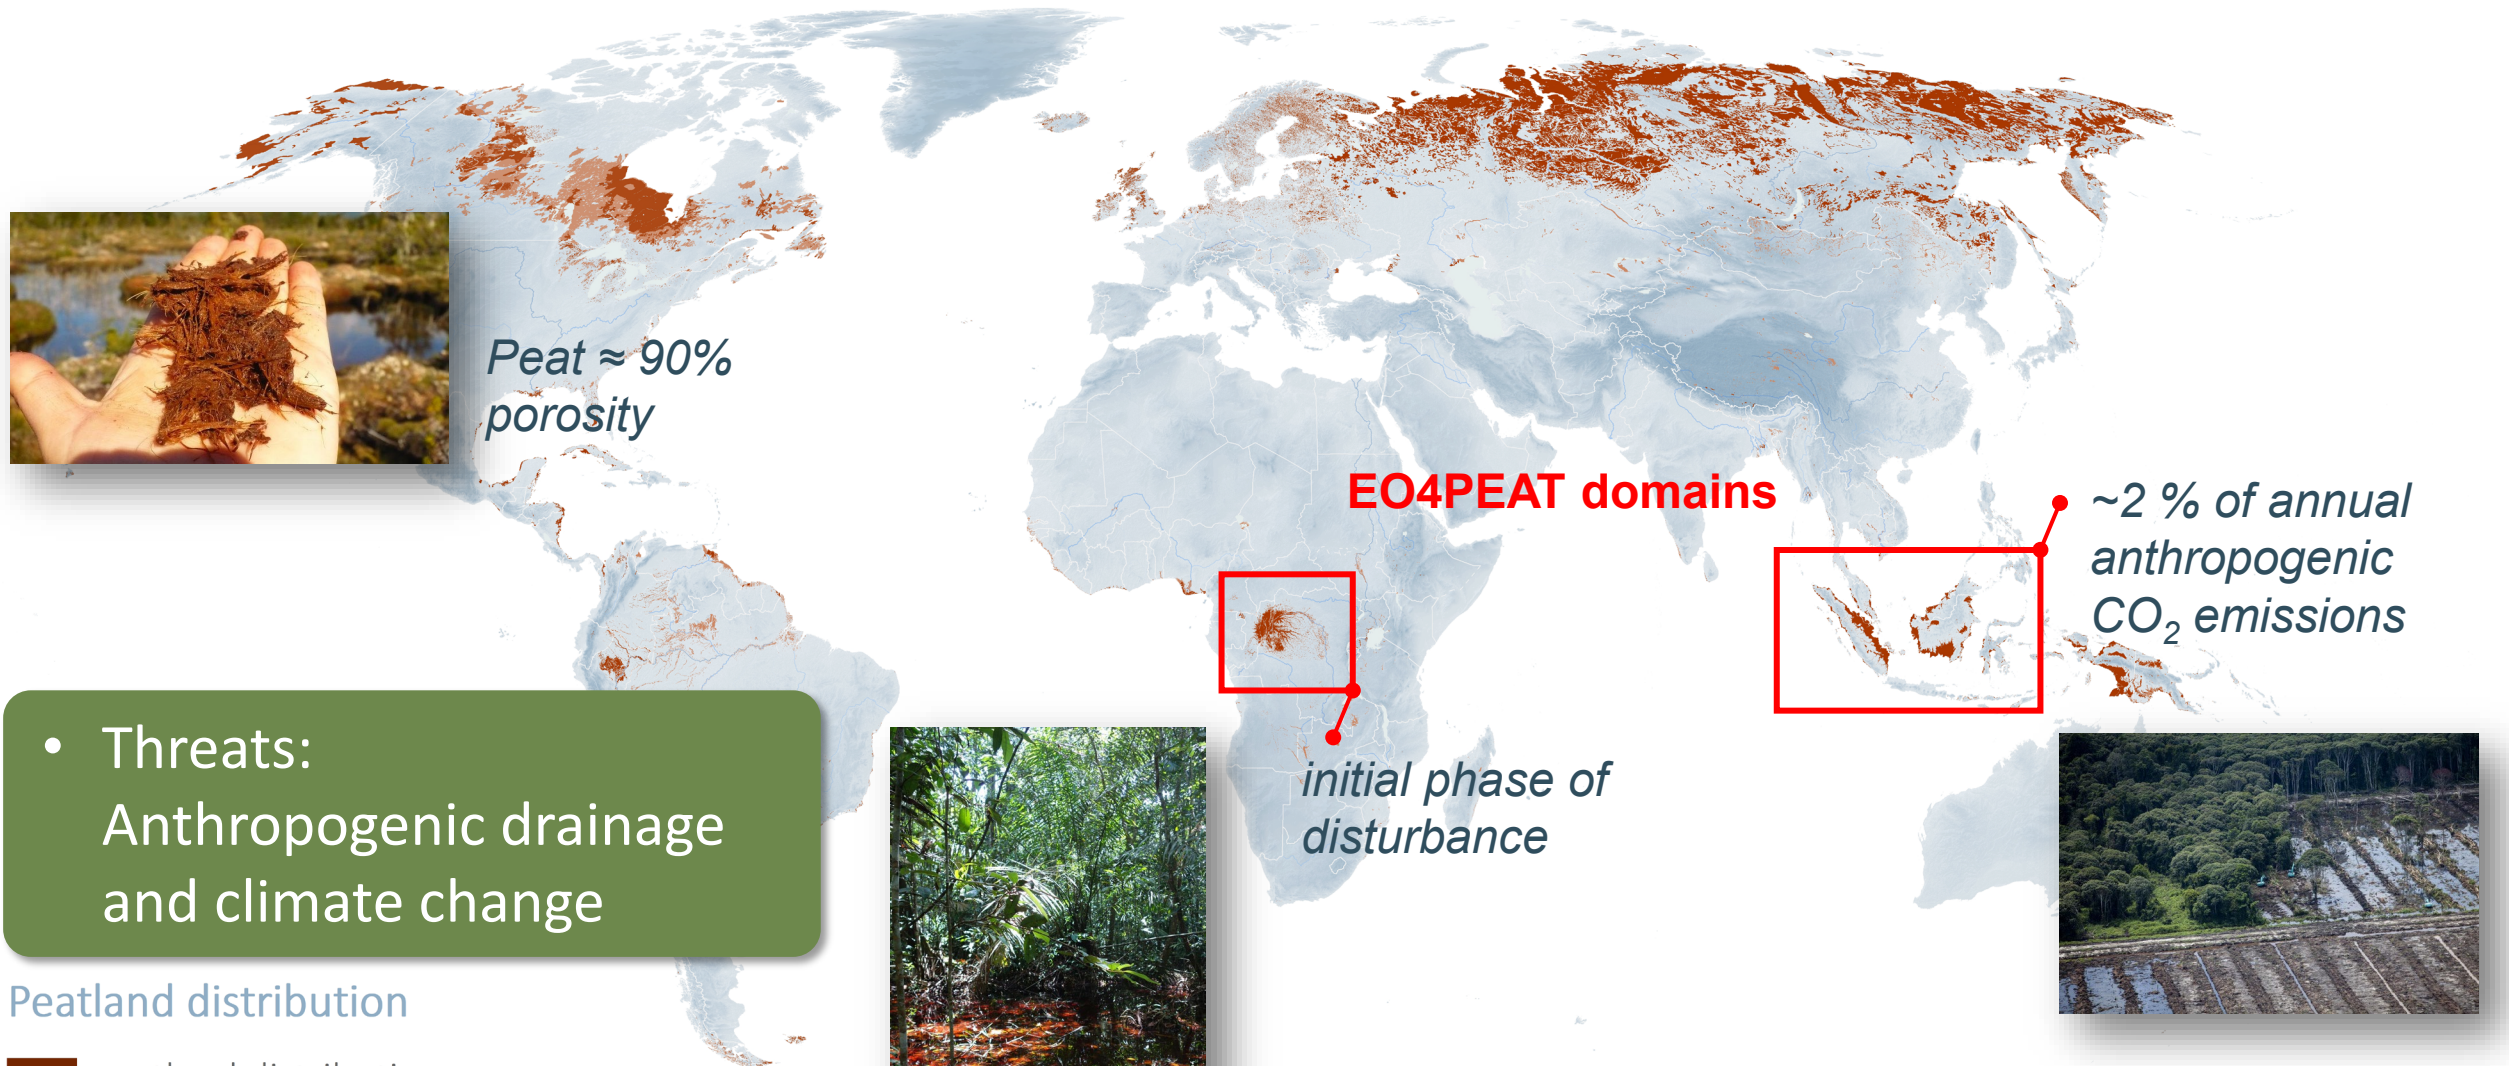 Peat ≈ 90%
porosity
EO4PEAT domains
~2 % of annual
anthropogenic
CO₂ emissions
initial phase of
disturbance
• Threats:
Anthropogenic drainage
and climate change
Peatland distribution